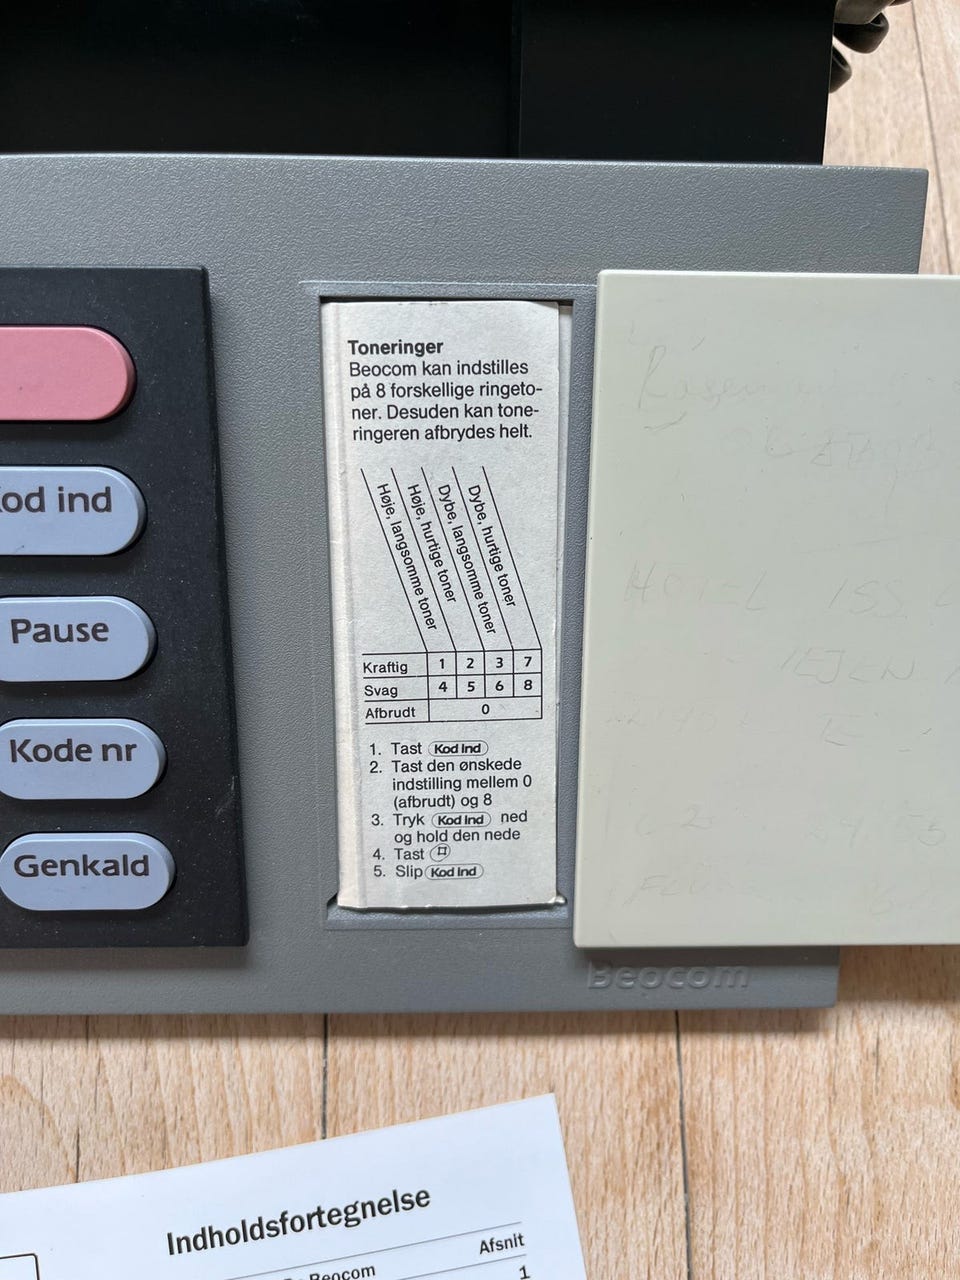 Toneringer
Beocom kan indstilles
på 8 forskellige ringeto-
ner. Desuden kan tone-
ringeren afbrydes helt.
Høje, langsomme toner
Høje, hurtige toner
Dybe, langsomme toner
Dybe, hurtige toner
Kraftig 1 2 3 7
Svag 4 5 6 8
Afbrudt 0
1. Tast Kod Ind
2. Tast den ønskede
indstilling mellem 0
(afbrudt) og 8
3. Tryk Kod Ind ned
og hold den nede
4. Tast ⌗
5. Slip Kod Ind
od ind
Pause
Kode nr
Genkald
HOTEL ISS
Beocom
Indholdsfortegnelse
Afsnit
Beocom 1